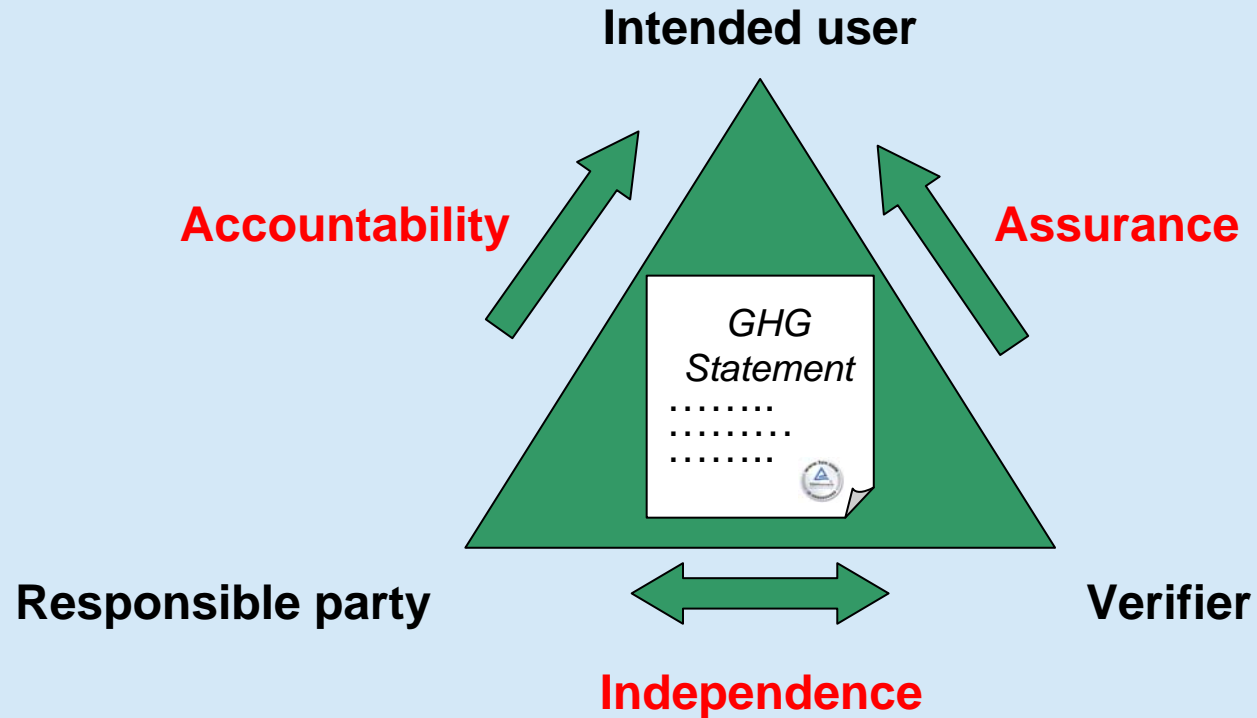 Intended user
Accountability
Assurance
GHG
Statement
........
.........
........
Responsible party
Verifier
Independence